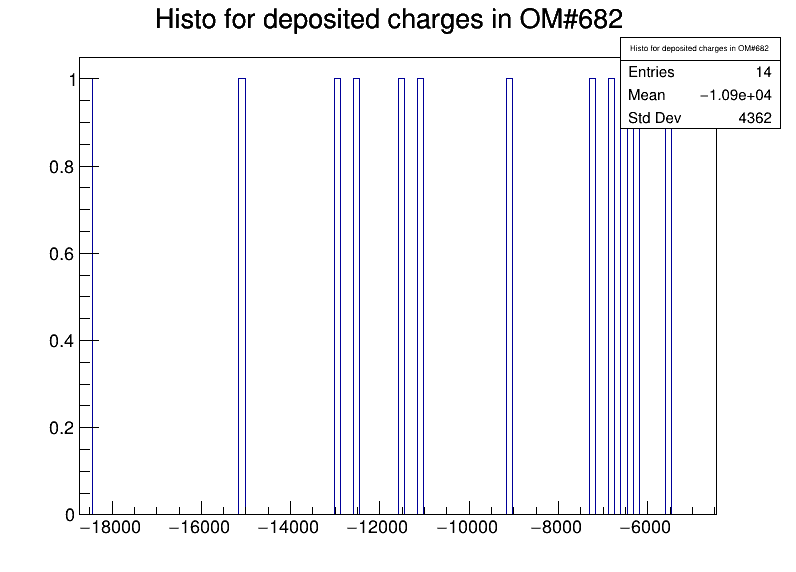 Histo for deposited charges in OM#682
Histo for deposited charges in OM#682
Entries 14
Mean −1.09e+04
Std Dev 4362
1
0.8
0.6
0.4
0.2
0
−18000 −16000 −14000 −12000 −10000 −8000 −6000